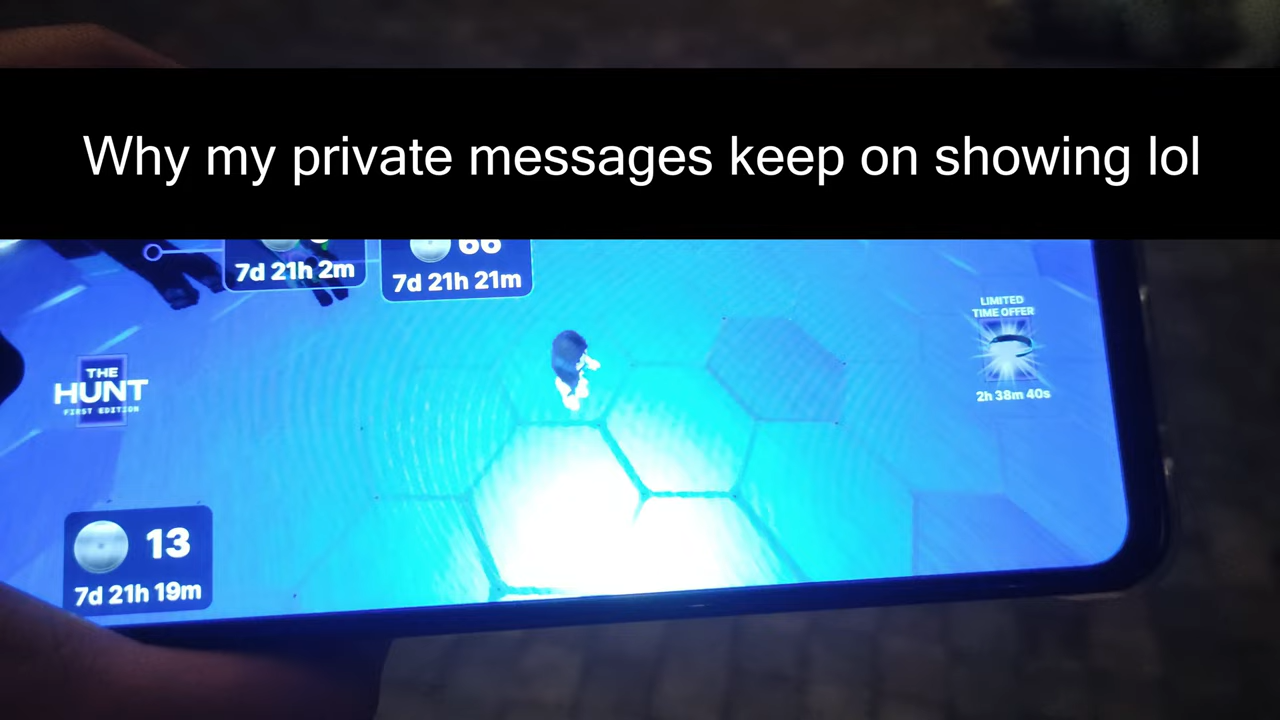 Why my private messages keep on showing lol
66
7d 21h 2m
7d 21h 21m
LIMITED
TIME OFFER
2h 38m 40s
THE
HUNT
FIRST EDITION
13
7d 21h 19m